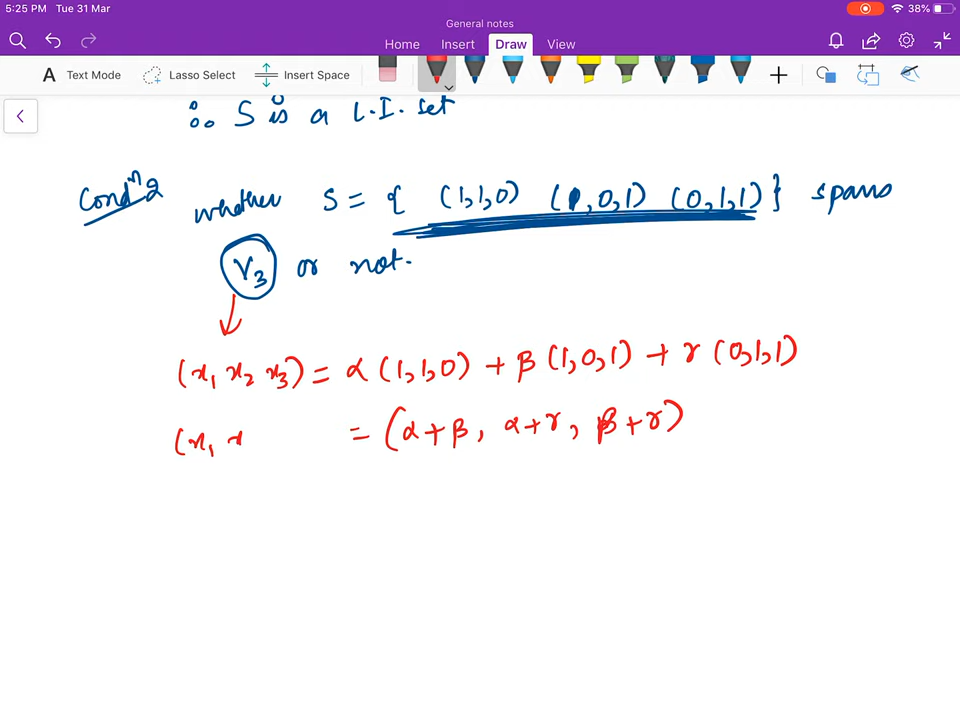 5:25 PM Tue 31 Mar
38%
General notes
Home Insert Draw View
A Text Mode Lasso Select Insert Space
∴ S is a L.I. set
Condⁿ2 whether S = { (1,1,0) (1,0,1) (0,1,1) } spans
V₃ or not.
(x₁ x₂ x₃) = α (1,1,0) + β (1,0,1) + γ (0,1,1)
(x₁ x = (α+β, α+γ, β+γ)